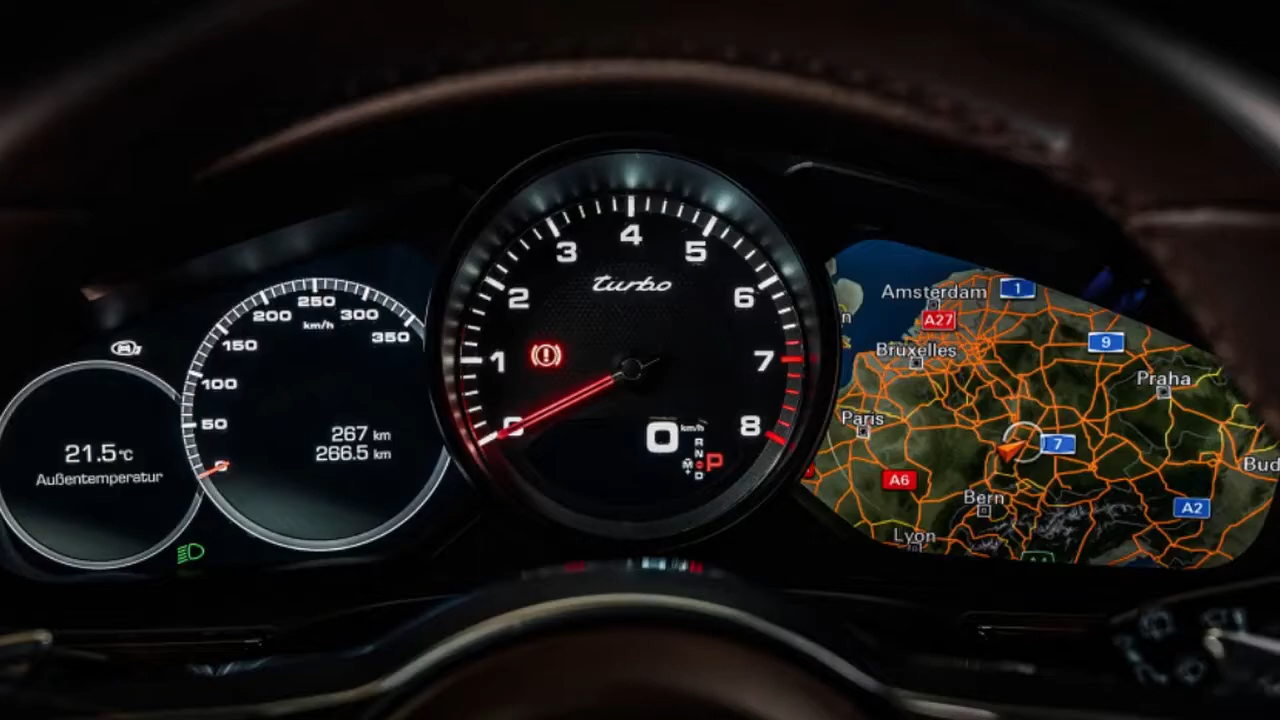 21.5°C
Außentemperatur
50
100
150
200
250
300
350
km/h
267 km
266.5 km
0
1
2
3
4
5
6
7
8
turbo
0 km/h
R
N
D
M
P
Amsterdam
1
A27
9
Bruxelles
Praha
Paris
7
A6
Bern
A2
Lyon
Bud
n